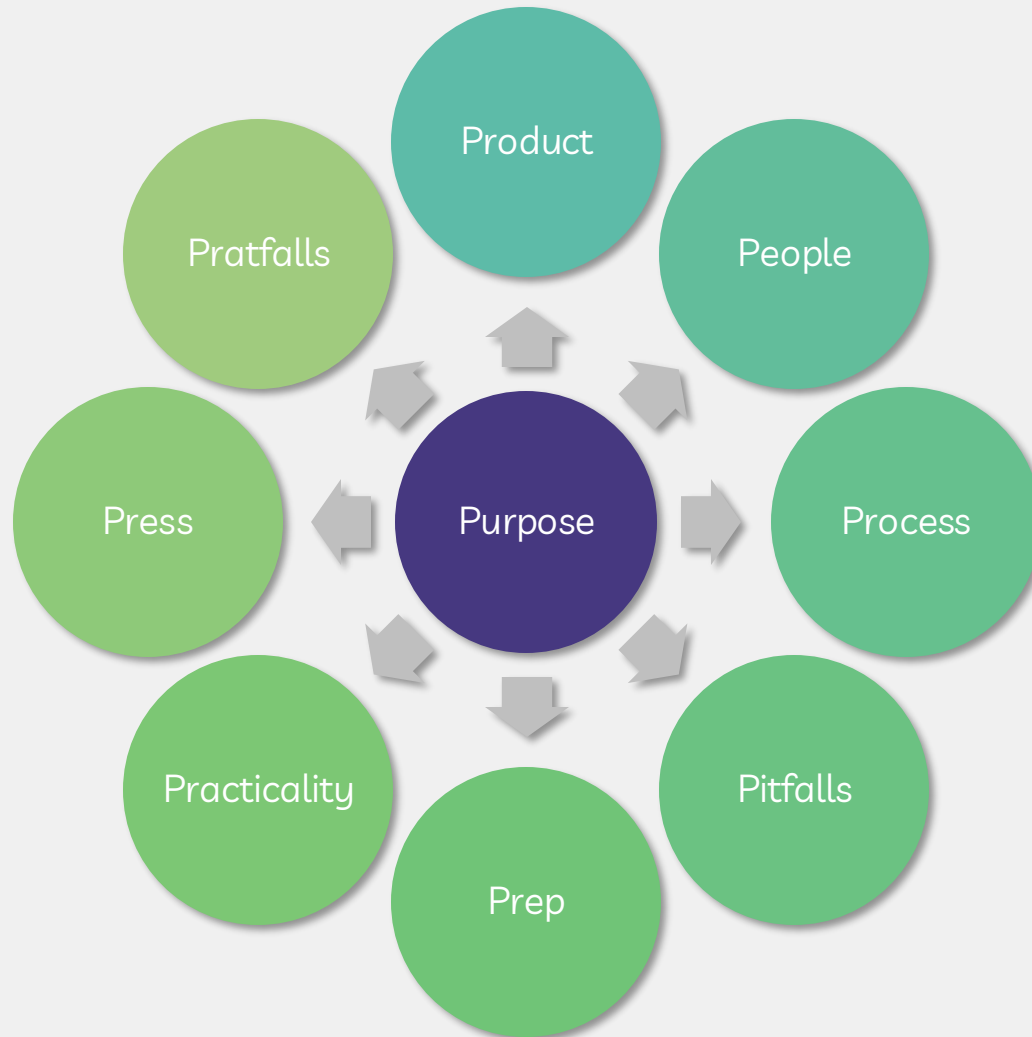 Product
People
Process
Pitfalls
Prep
Practicality
Press
Pratfalls
Purpose